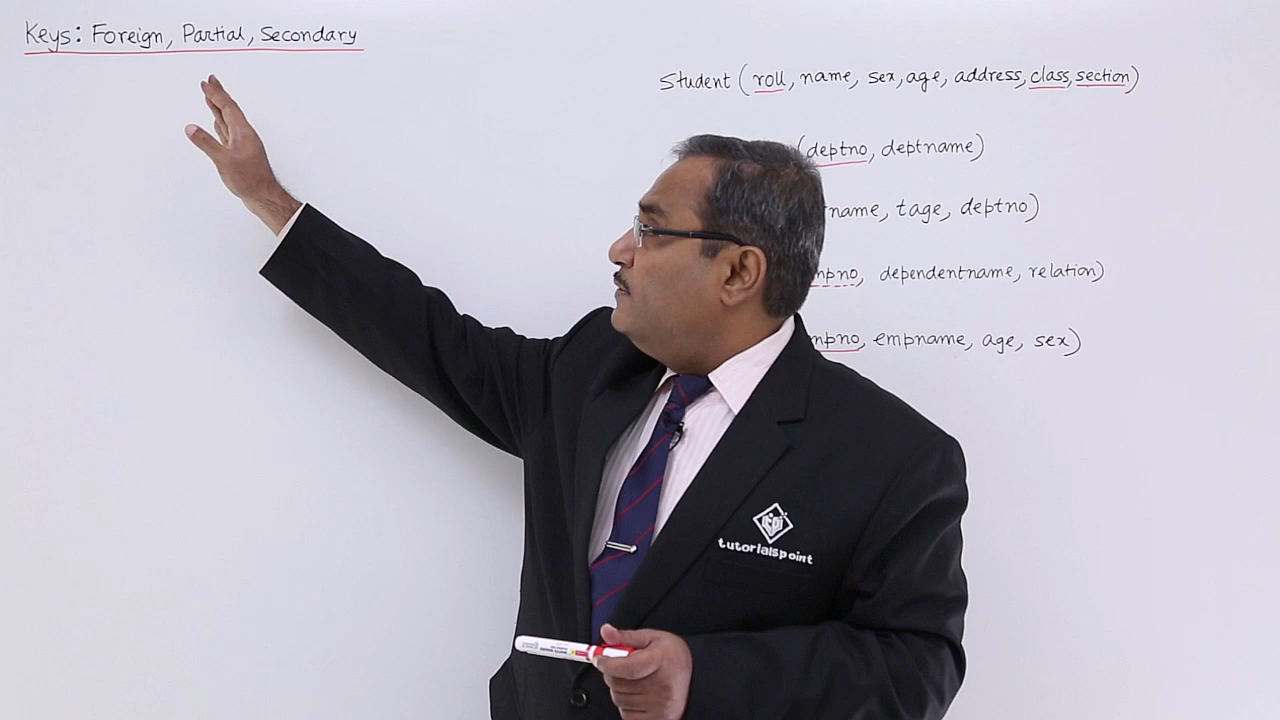 Keys: Foreign, Partial, Secondary
Student (roll, name, sex, age, address, class, section)
(deptno, deptname)
name, tage, deptno)
mpno, dependentname, relation)
mpno, empname, age, sex)
tutorialspoint